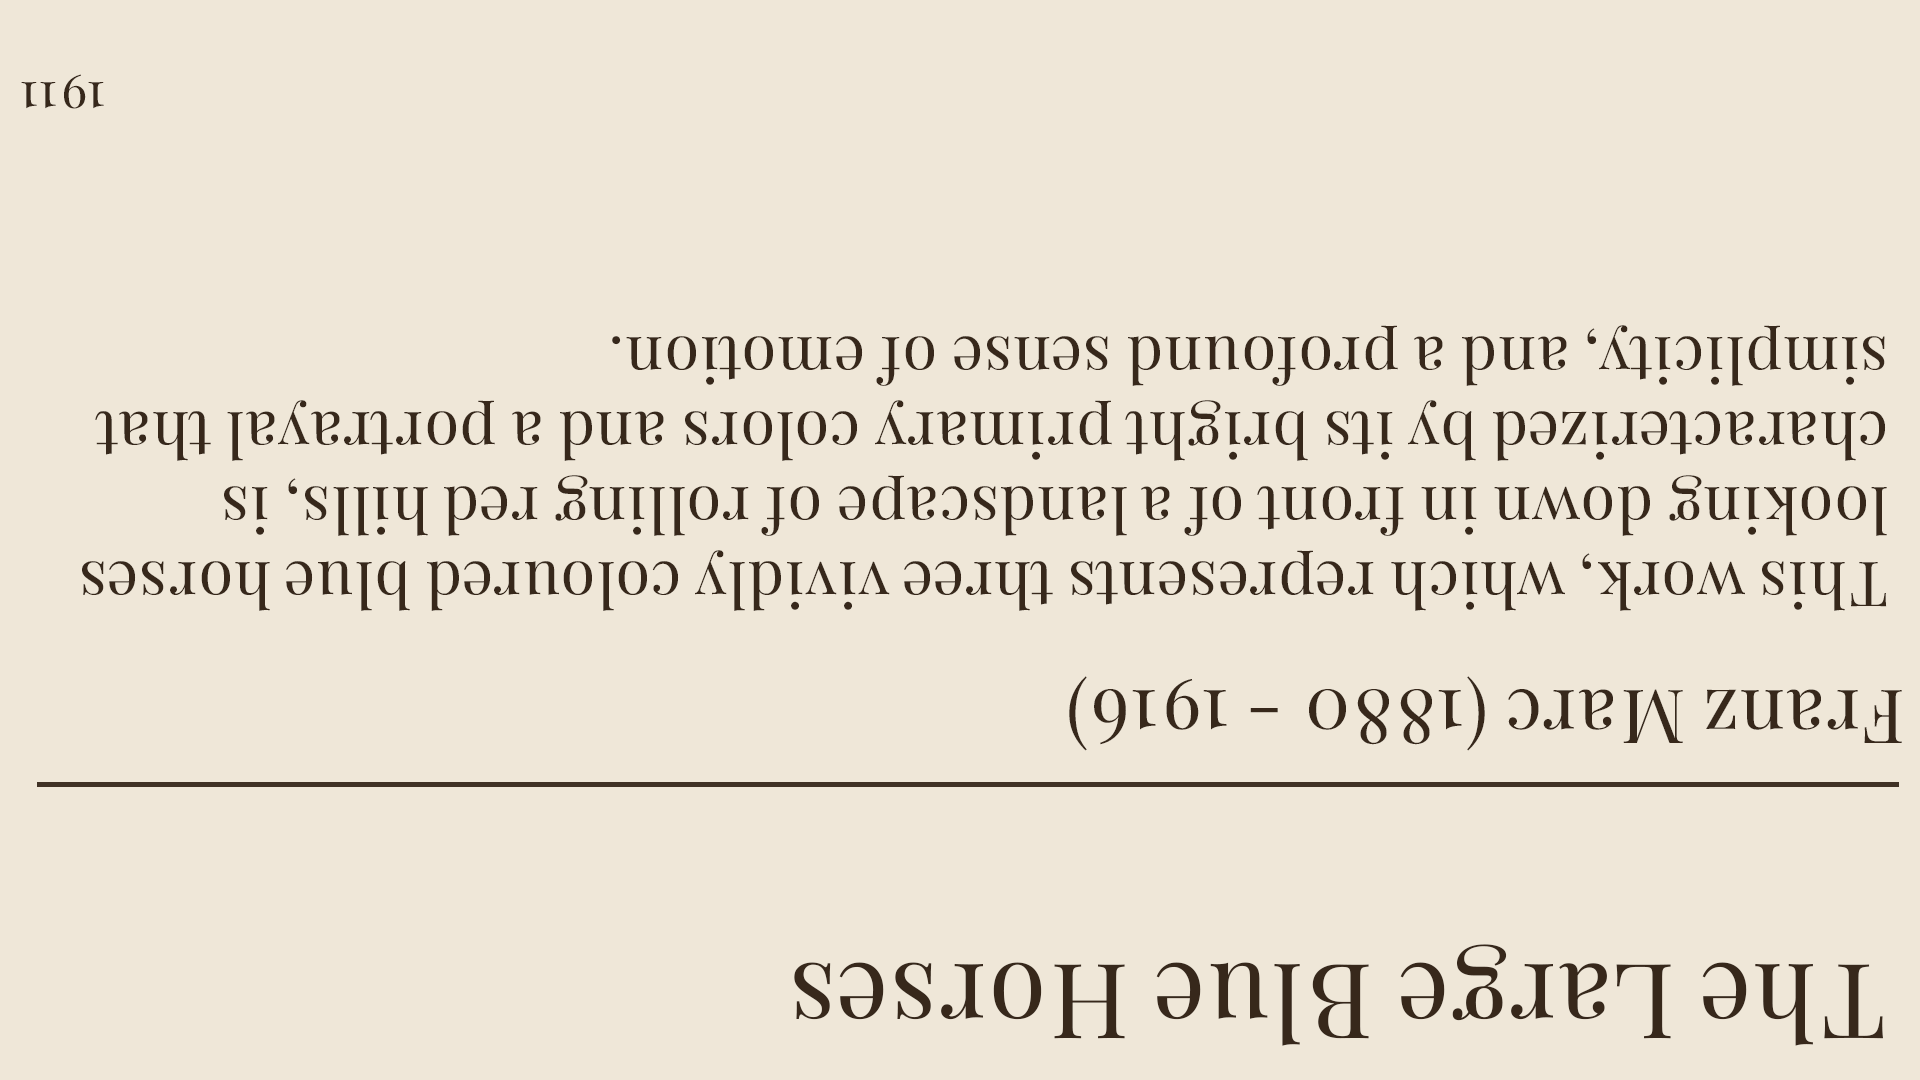 The Large Blue Horses
Franz Marc (1880 - 1916)
This work, which represents three vividly coloured blue horses
looking down in front of a landscape of rolling red hills, is
characterized by its bright primary colors and a portrayal that
simplicity, and a profound sense of emotion.
1911